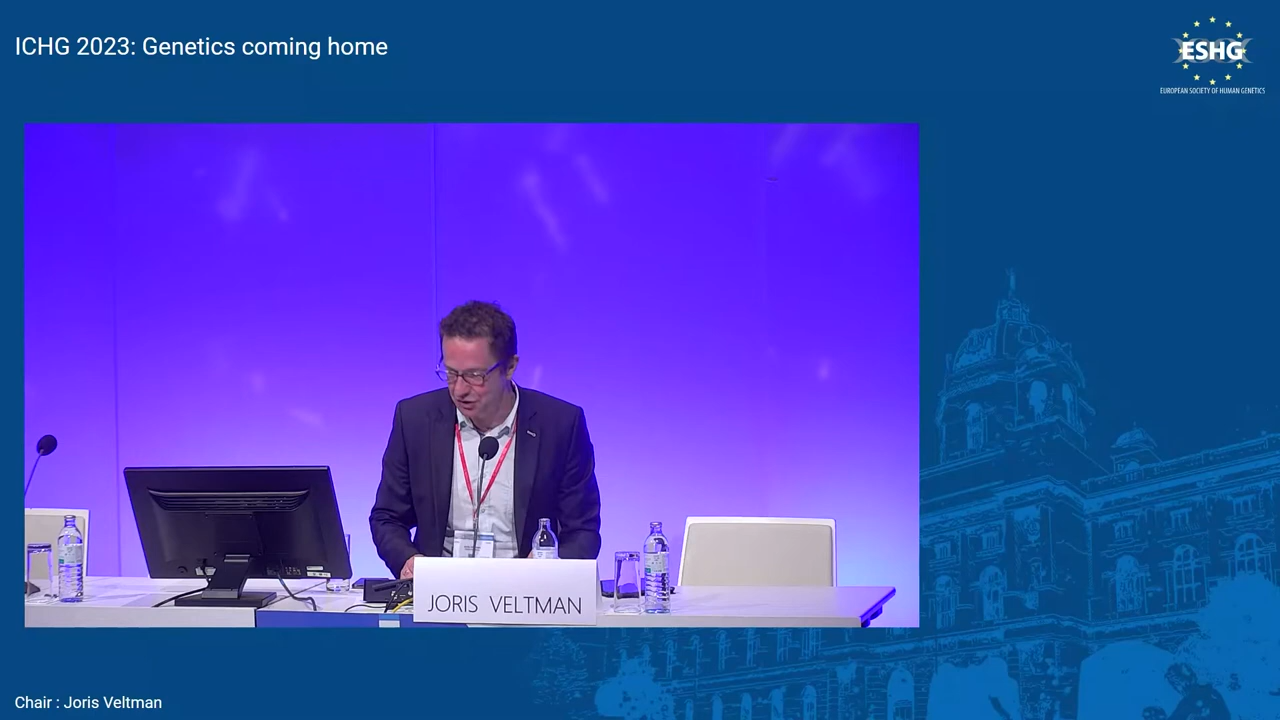 ICHG 2023: Genetics coming home
ESHG
EUROPEAN SOCIETY OF HUMAN GENETICS
JORIS VELTMAN
Chair : Joris Veltman